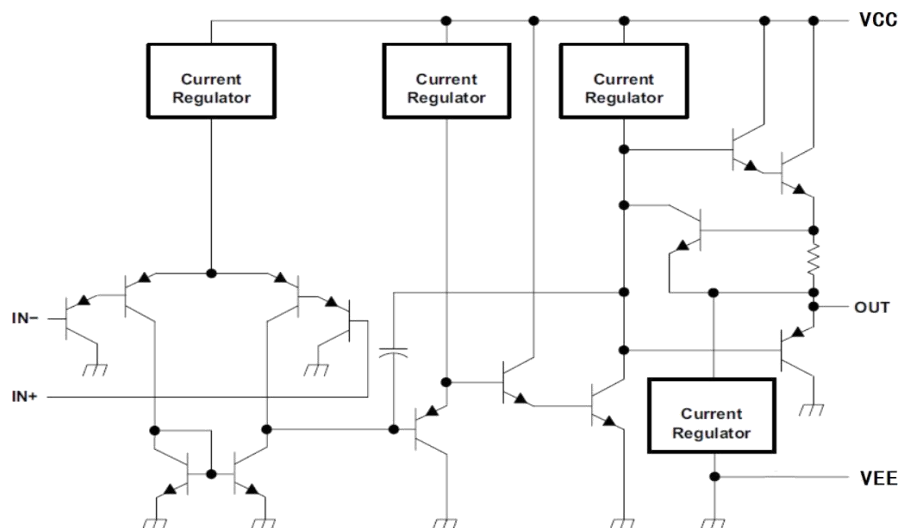 VCC
Current
Regulator
Current
Regulator
Current
Regulator
IN−
OUT
IN+
Current
Regulator
VEE